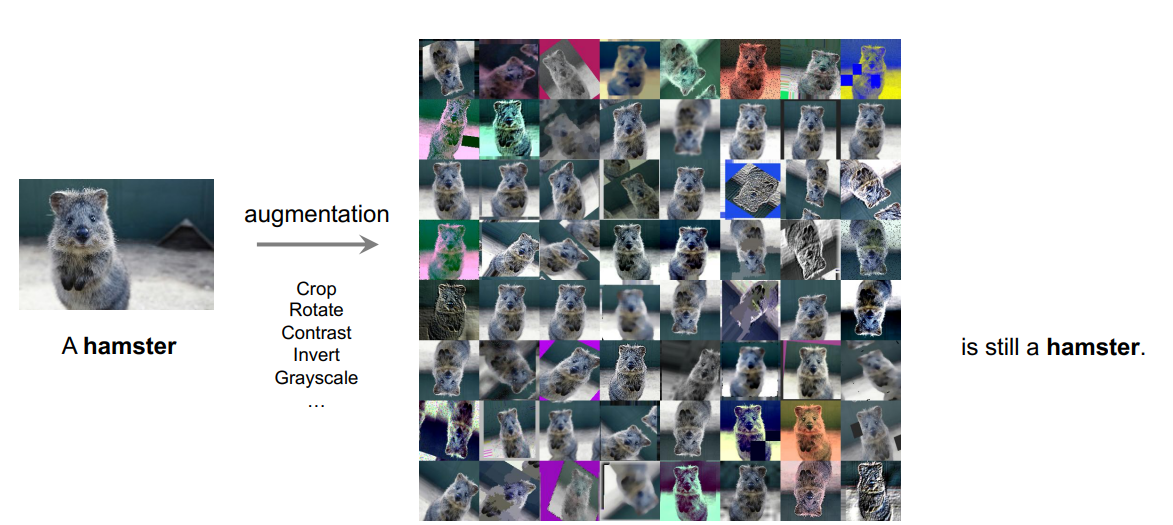 augmentation
Crop
Rotate
Contrast
Invert
Grayscale
…
A hamster
is still a hamster.